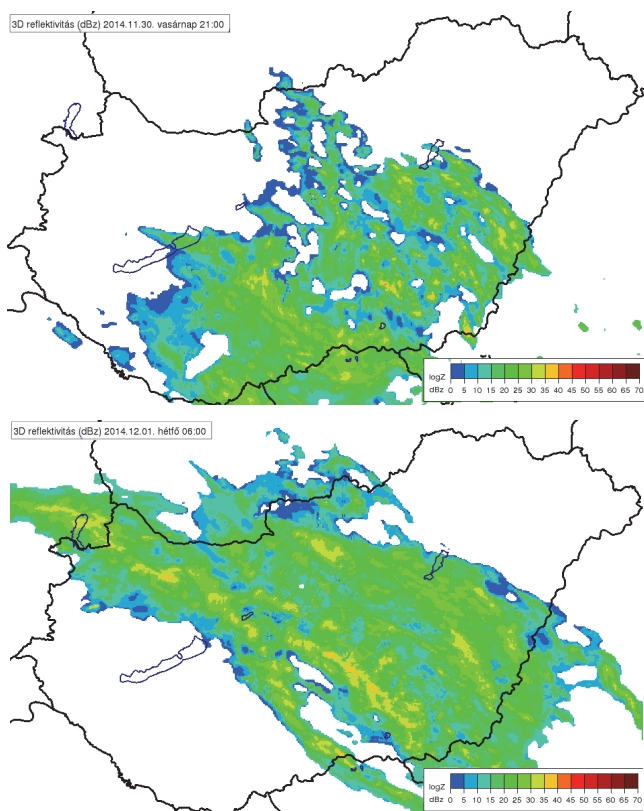 3D reflektivitás (dBz) 2014.11.30. vasárnap 21:00
logZ
dBz 0 5 10 15 20 25 30 35 40 45 50 55 60 65 70
3D reflektivitás (dBz) 2014.12.01. hétfő 06:00
logZ
dBz 0 5 10 15 20 25 30 35 40 45 50 55 60 65 70